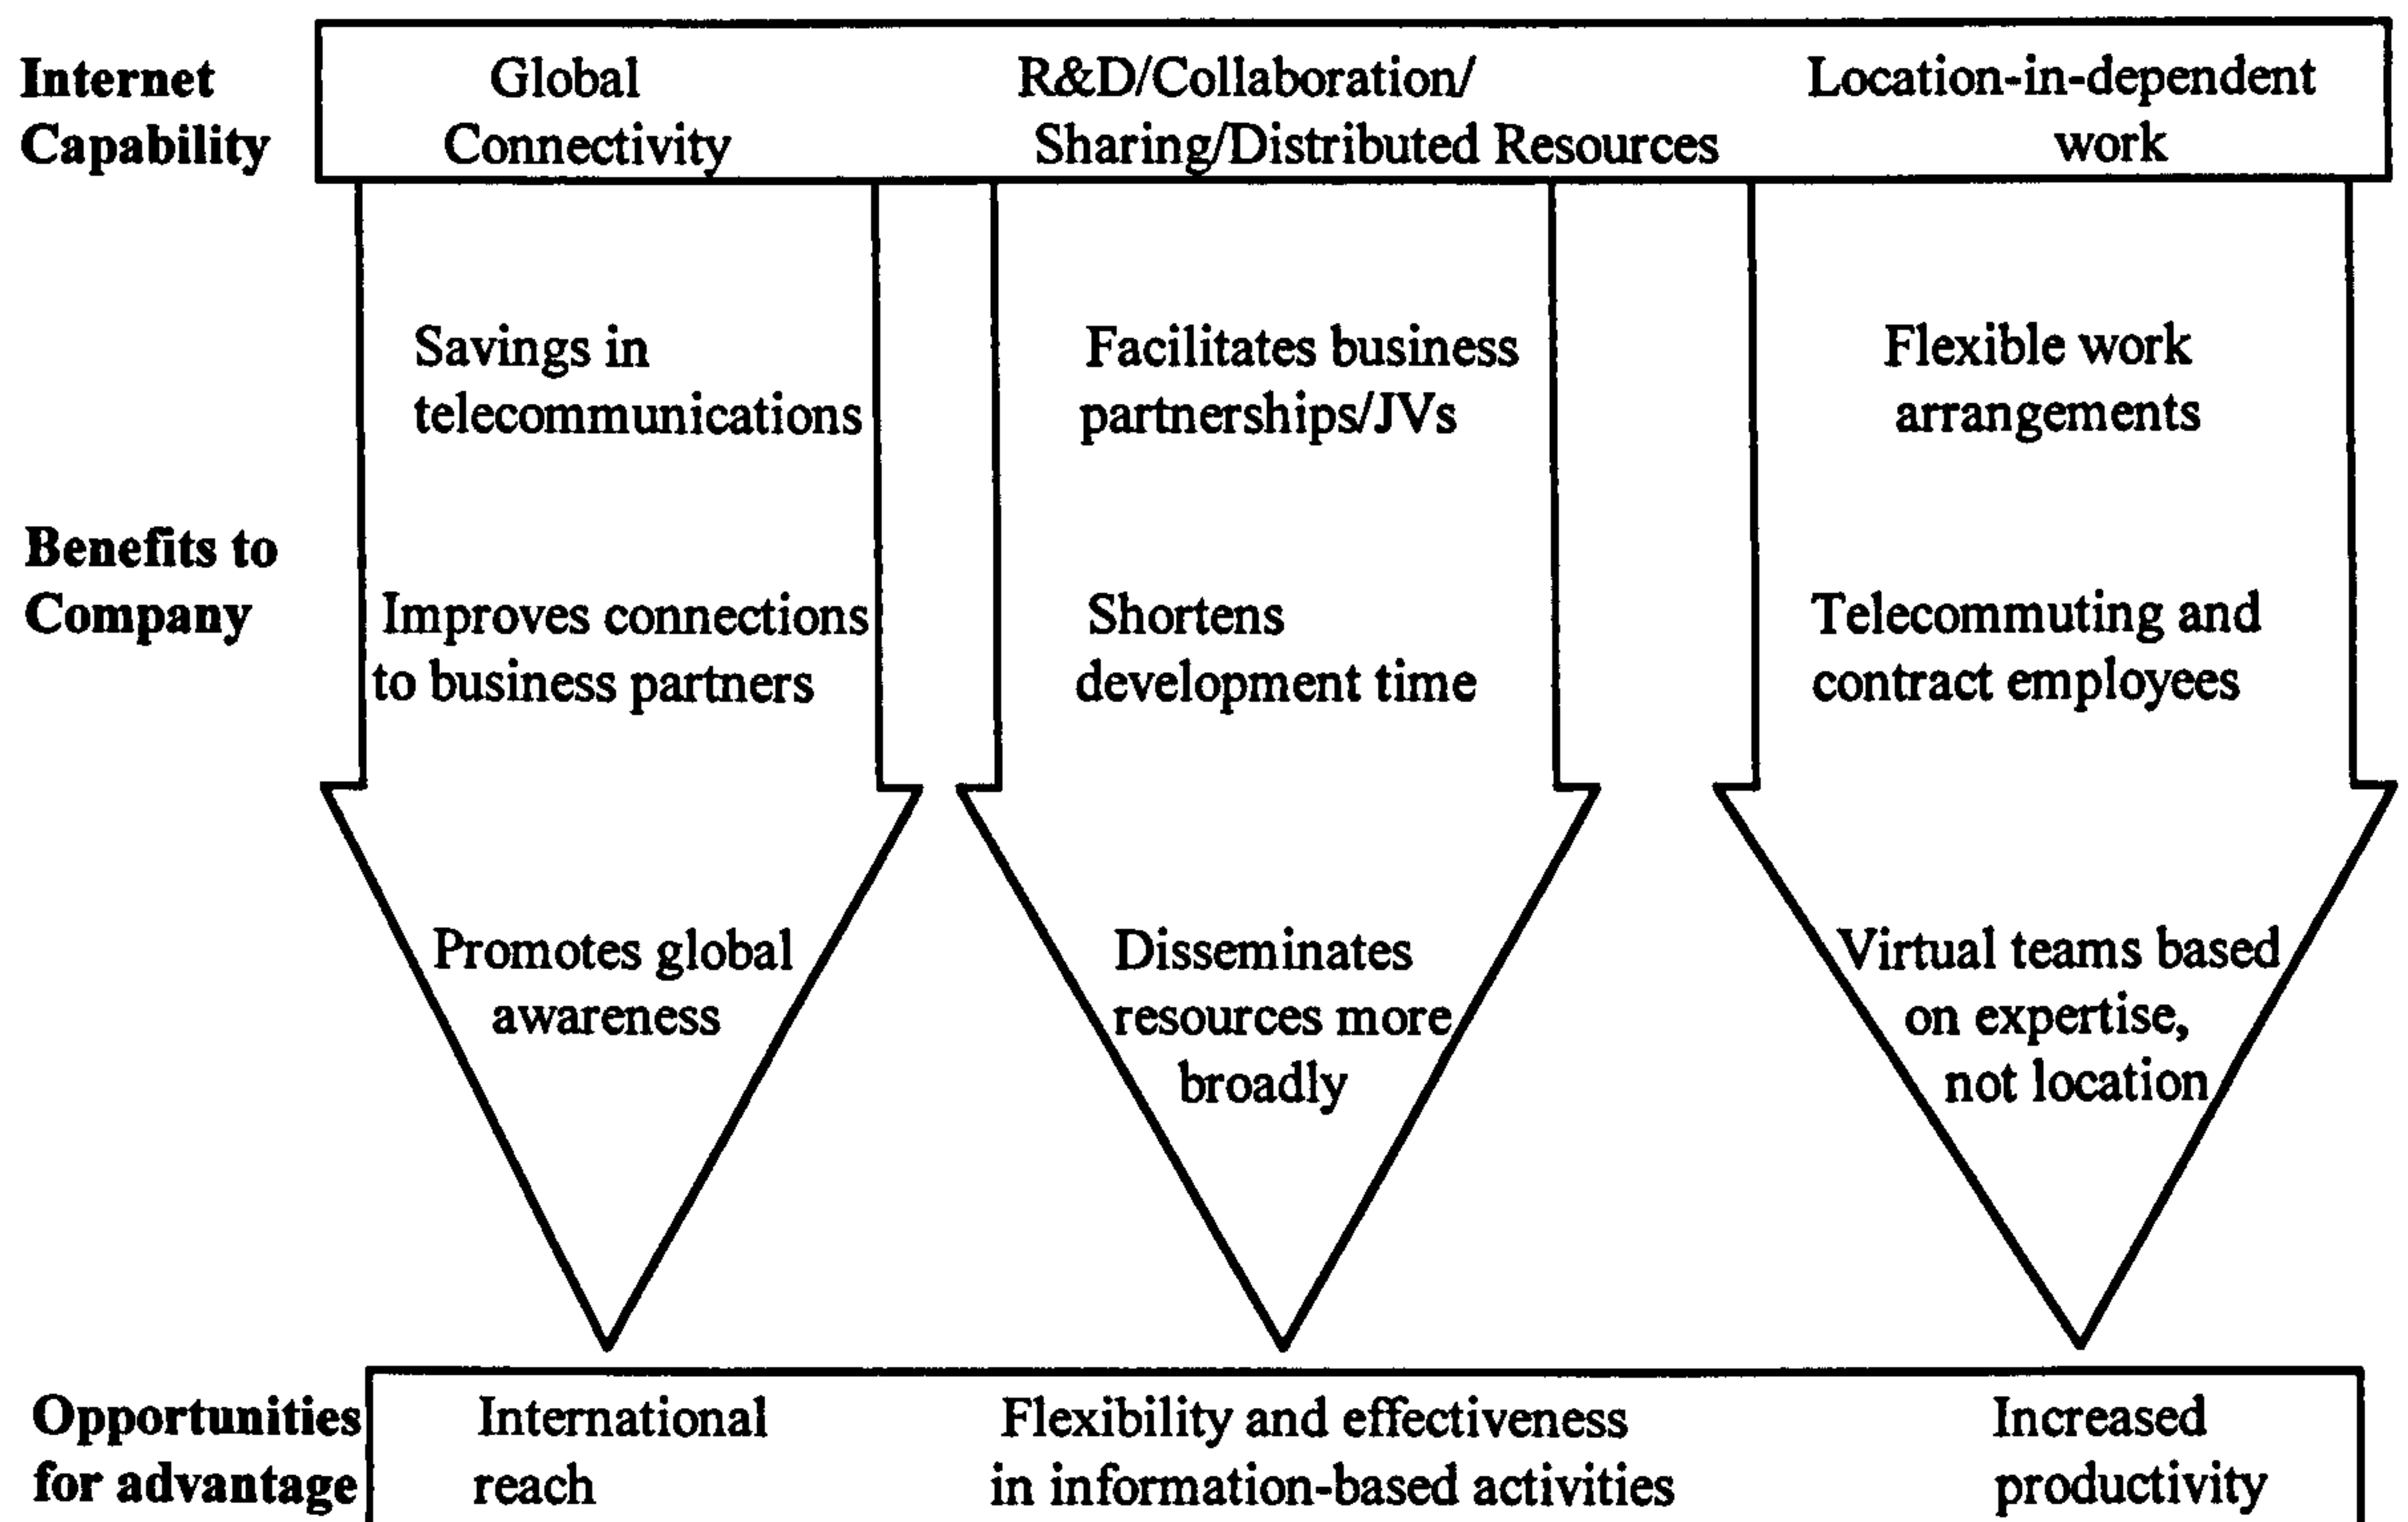 Internet
Capability
Global
Connectivity
R&D/Collaboration/
Sharing/Distributed Resources
Location-in-dependent
work
Benefits to
Company
Savings in
telecommunications
Improves connections
to business partners
Promotes global
awareness
Facilitates business
partnerships/JVs
Shortens
development time
Disseminates
resources more
broadly
Flexible work
arrangements
Telecommuting and
contract employees
Virtual teams based
on expertise,
not location
Opportunities
for advantage
International
reach
Flexibility and effectiveness
in information-based activities
Increased
productivity